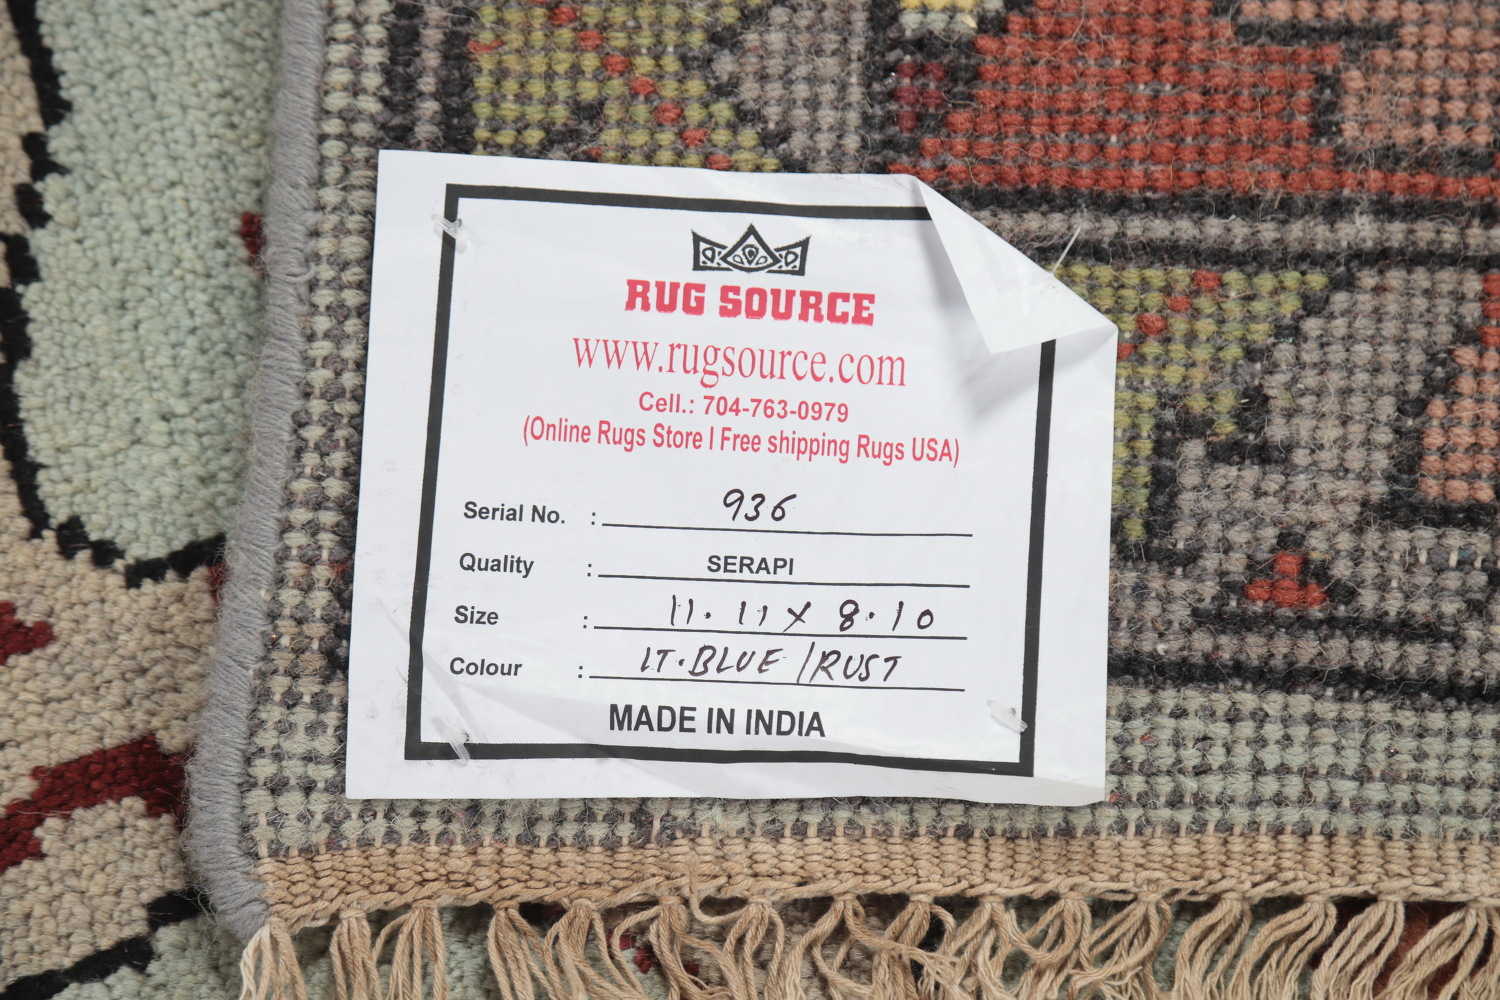 RUG SOURCE
www.rugsource.com
Cell.: 704-763-0979
(Online Rugs Store I Free shipping Rugs USA)
Serial No. : 936
Quality : SERAPI
Size : 11.11 X 8.10
Colour : LT.BLUE/RUST
MADE IN INDIA